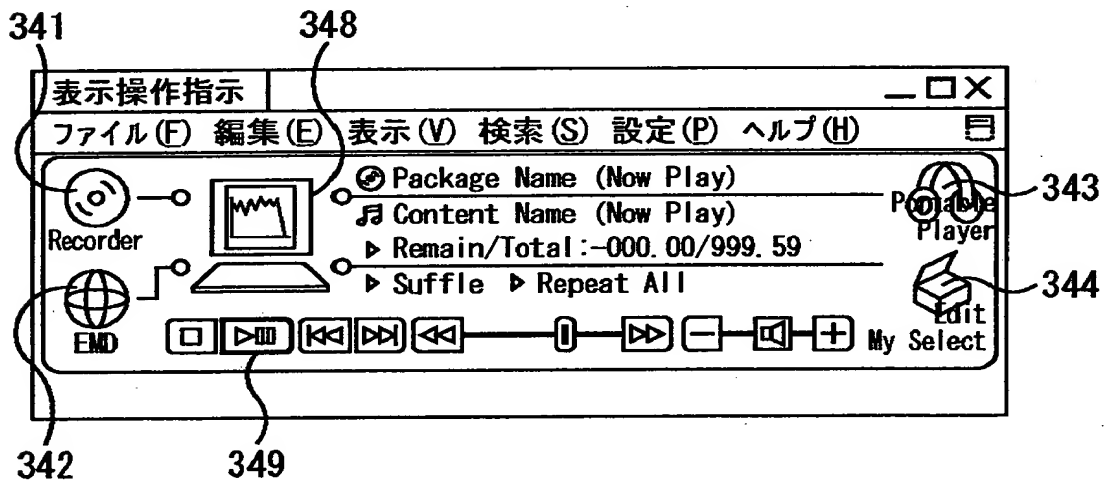 341
348
表示操作指示
ファイル(F) 編集(E) 表示(V) 検索(S) 設定(P) ヘルプ(H)
Package Name (Now Play)
Content Name (Now Play)
Remain/Total:-000.00/999.59
Suffle Repeat All
Recorder
EMD
Portable
Player
Edit
My Select
343
344
342
349